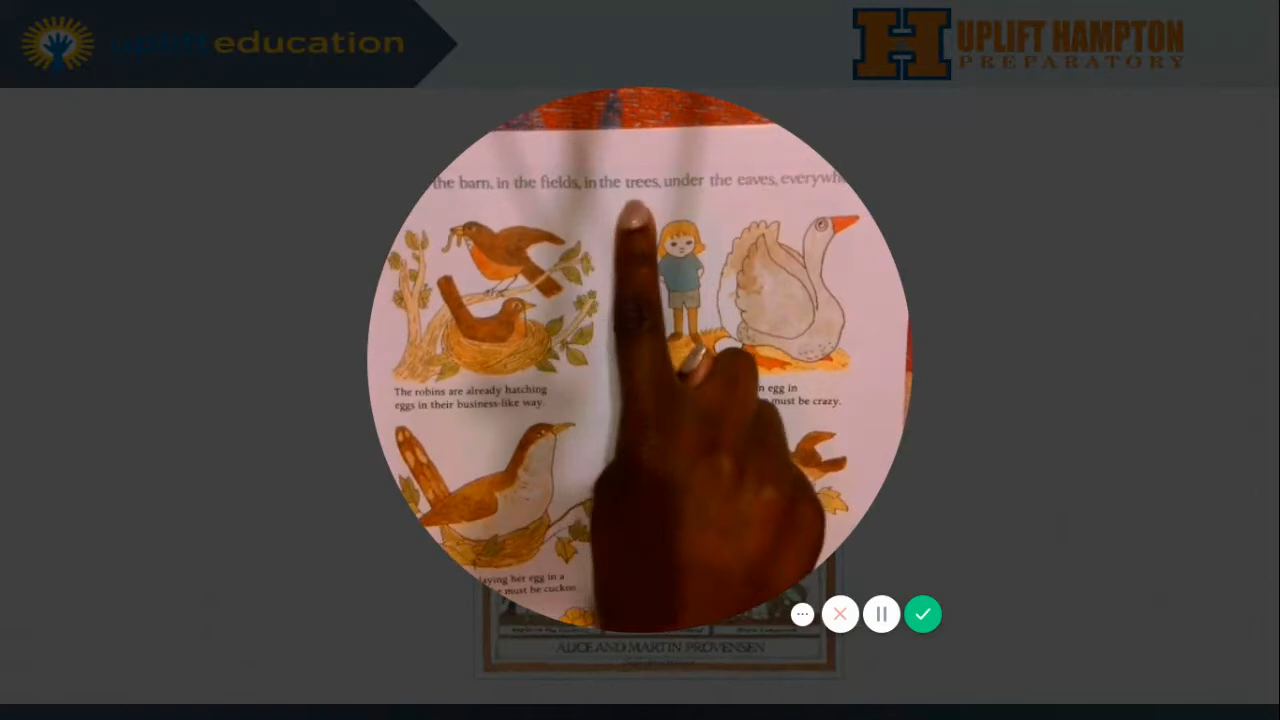 uplift education
H UPLIFT HAMPTON
PREPARATORY
the barn, in the fields, in the trees, under the eaves,
The robins are already hatching
eggs in their business-like way.
egg in
must be crazy.
laying her egg in a
must be cuckoo
ALICE AND MARTIN PROVENSEN